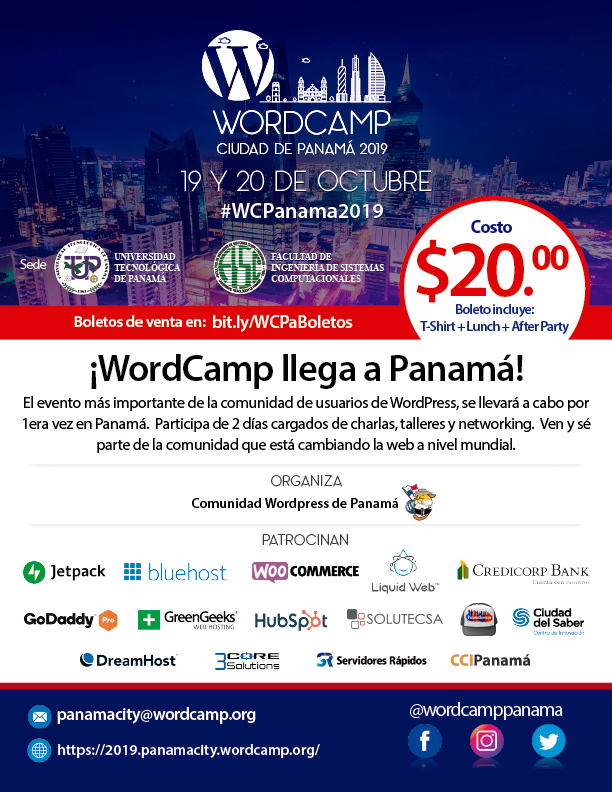 WORDCAMP
CIUDAD DE PANAMÁ 2019
19 Y 20 DE OCTUBRE
#WCPanama2019
Sede
UTP
UNIVERSIDAD
TECNOLÓGICA
DE PANAMÁ
FACULTAD DE
INGENIERÍA DE SISTEMAS
COMPUTACIONALES
Costo
$20.00
Boleto incluye:
T-Shirt + Lunch + After Party
Boletos de venta en: bit.ly/WCPaBoletos
¡WordCamp llega a Panamá!
El evento más importante de la comunidad de usuarios de WordPress, se llevará a cabo por
1era vez en Panamá. Participa de 2 días cargados de charlas, talleres y networking. Ven y sé
parte de la comunidad que está cambiando la web a nivel mundial.
ORGANIZA
Comunidad Wordpress de Panamá
PATROCINAN
Jetpack
bluehost
WOOCOMMERCE
Liquid Web™
CREDICORP BANK
Cuenta con nosotros
GoDaddy Pro
GreenGeeks®
WEB HOSTING
HubSpot
SOLUTECSA
Ciudad
del Saber
Centro de Innovación
DreamHost
3CORE
Solutions
SR Servidores Rápidos
CCIPanamá
panamacity@wordcamp.org
https://2019.panamacity.wordcamp.org/
@wordcamppanama